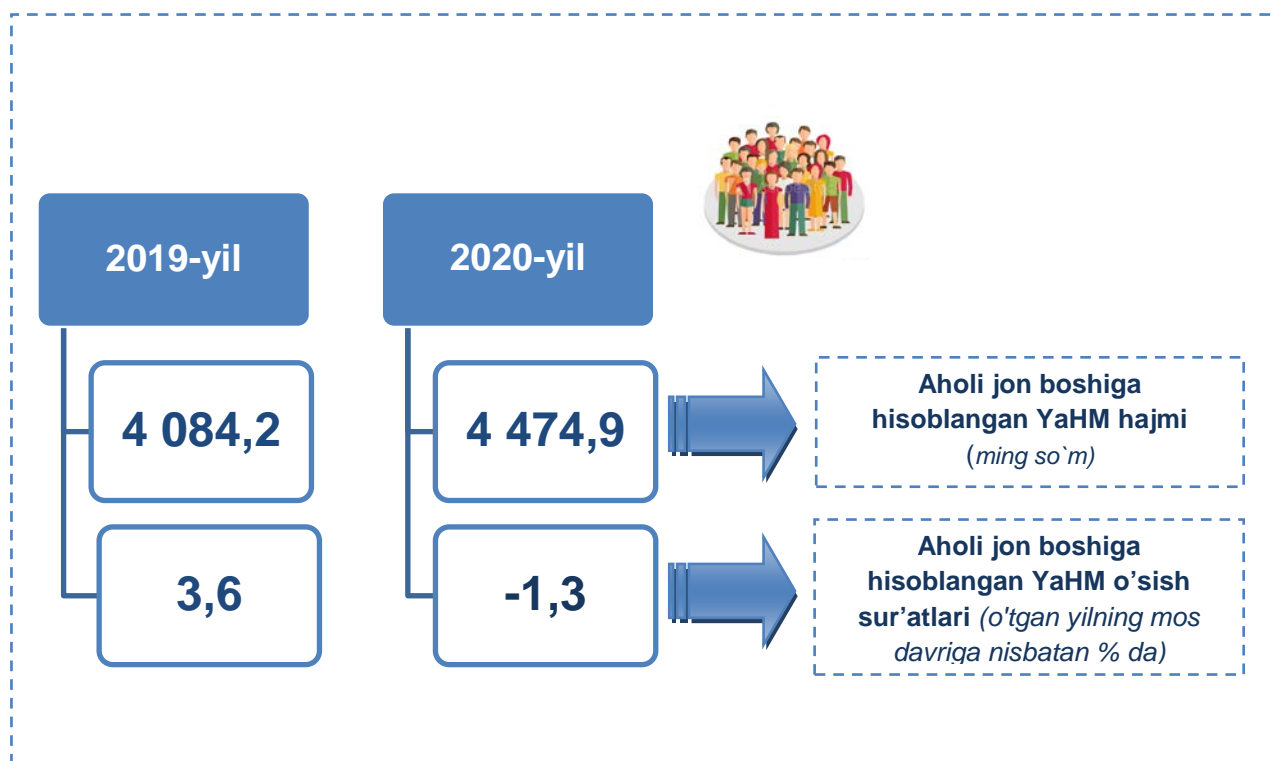 2019-yil
2020-yil
4 084,2
4 474,9
Aholi jon boshiga
hisoblangan YaHM hajmi
(ming so`m)
3,6
-1,3
Aholi jon boshiga
hisoblangan YaHM o’sish
sur’atlari (o'tgan yilning mos
davriga nisbatan % da)